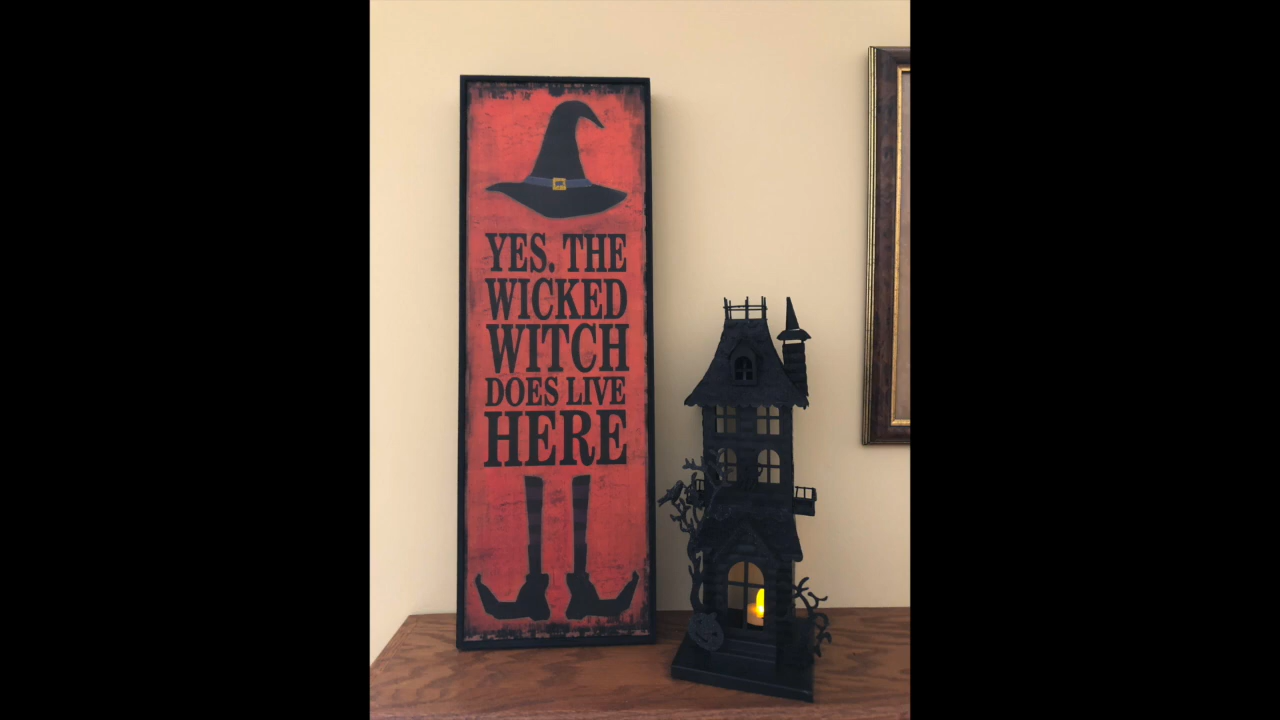 YES. THE
WICKED
WITCH
DOES LIVE
HERE